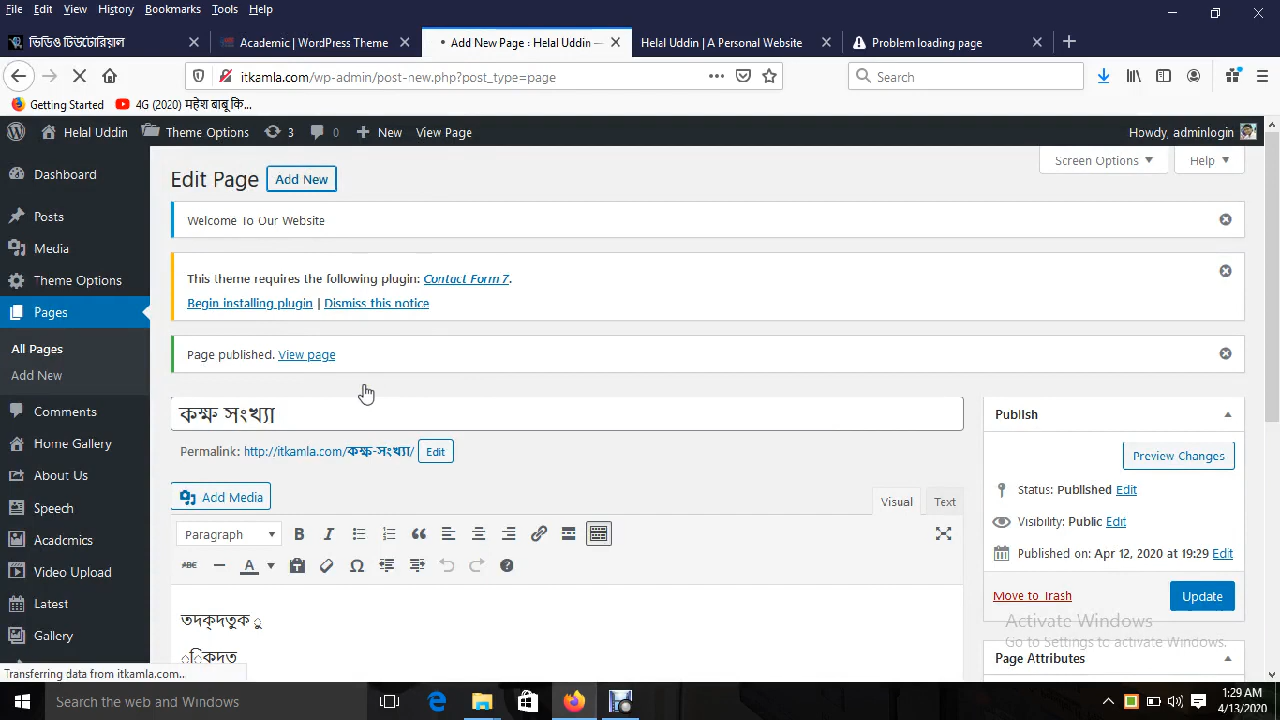 File Edit View History Bookmarks Tools Help
ভিডিও টিউটোরিয়াল
Academic | WordPress Theme
Add New Page ‹ Helal Uddin —
Helal Uddin | A Personal Website
Problem loading page
itkamla.com/wp-admin/post-new.php?post_type=page
Search
Getting Started
4G (2020) महेश बाबू कि...
Helal Uddin Theme Options 3 0 New View Page
Howdy, adminlogin
Screen Options
Help
Dashboard
Posts
Media
Theme Options
Pages
All Pages
Add New
Comments
Home Gallery
About Us
Speech
Academics
Video Upload
Latest
Gallery
Edit Page Add New
Welcome To Our Website
This theme requires the following plugin: Contact Form 7.
Begin installing plugin | Dismiss this notice
Page published. View page
কক্ষ সংখ্যা
Permalink: http://itkamla.com/কক্ষ-সংখ্যা/ Edit
Add Media
Visual Text
Paragraph
B I
ABC
A
Publish
Preview Changes
Status: Published Edit
Visibility: Public Edit
Published on: Apr 12, 2020 at 19:29 Edit
Move to Trash
Update
Activate Windows
Go to Settings to activate Windows.
Page Attributes
Transferring data from itkamla.com...
Search the web and Windows
1:29 AM
4/13/2020